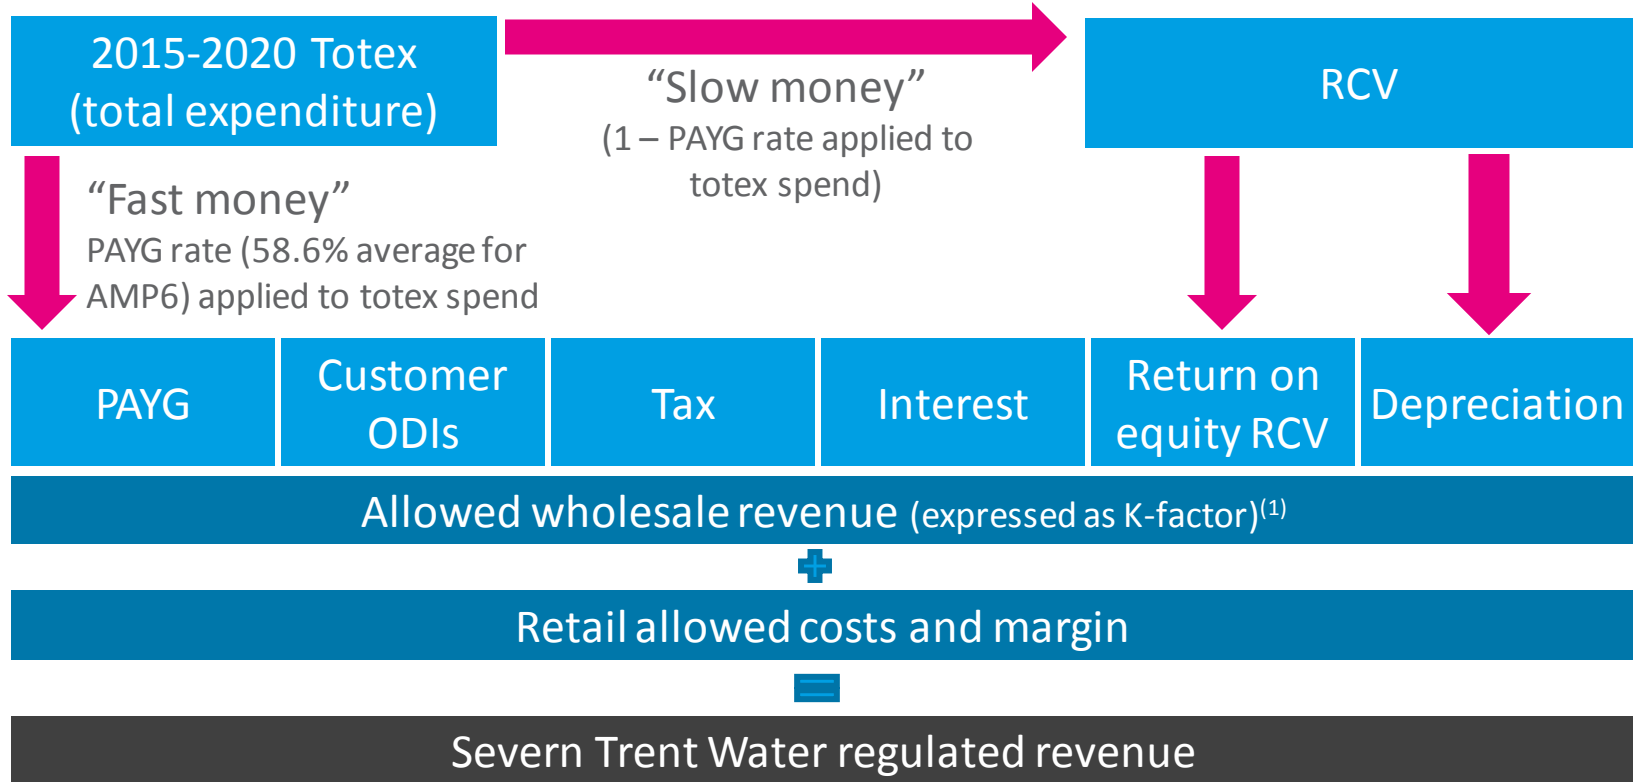 2015-2020 Totex
(total expenditure)
“Slow money”
(1 – PAYG rate applied to
totex spend)
RCV
“Fast money”
PAYG rate (58.6% average for
AMP6) applied to totex spend
PAYG
Customer
ODIs
Tax
Interest
Return on
equity RCV
Depreciation
Allowed wholesale revenue (expressed as K-factor)(1)
Retail allowed costs and margin
Severn Trent Water regulated revenue